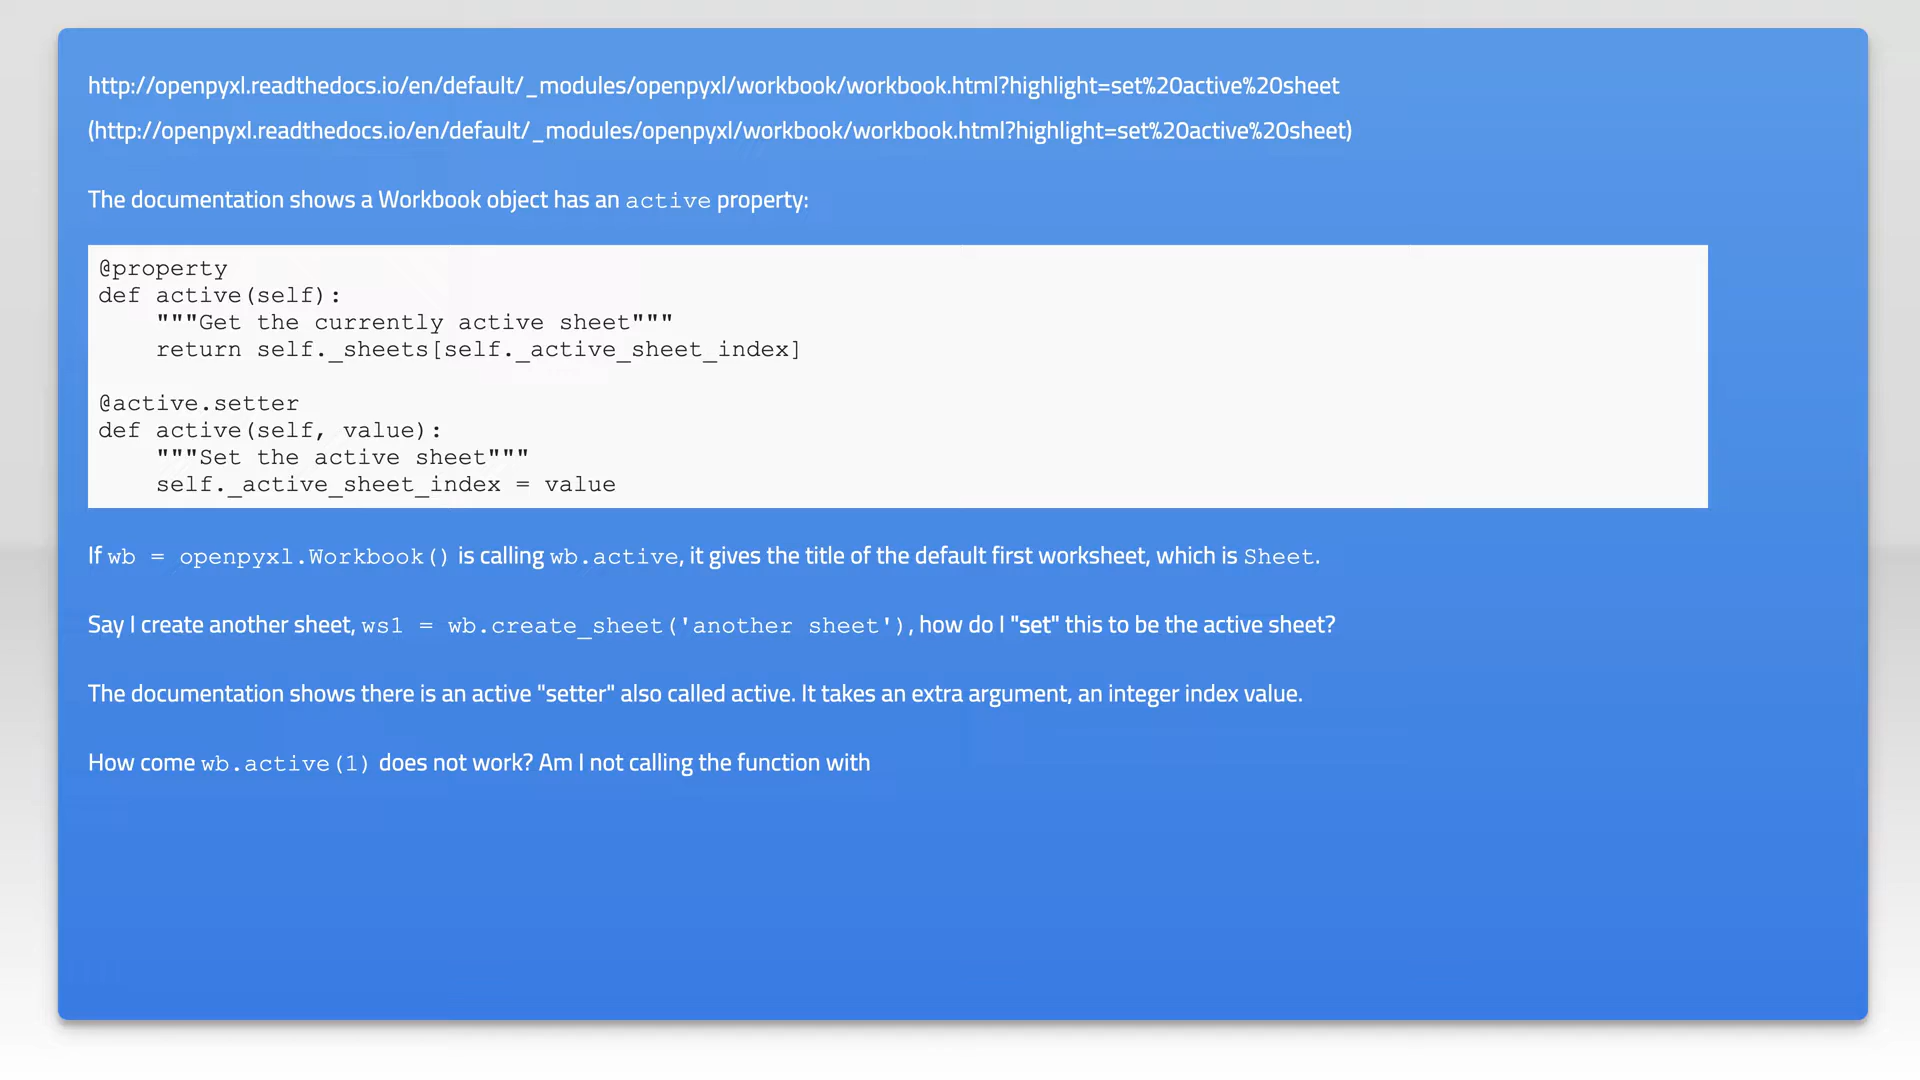 http://openpyxl.readthedocs.io/en/default/_modules/openpyxl/workbook/workbook.html?highlight=set%20active%20sheet
(http://openpyxl.readthedocs.io/en/default/_modules/openpyxl/workbook/workbook.html?highlight=set%20active%20sheet)
The documentation shows a Workbook object has an active property:
@property
def active(self):
    """Get the currently active sheet"""
    return self._sheets[self._active_sheet_index]
@active.setter
def active(self, value):
    """Set the active sheet"""
    self._active_sheet_index = value
If wb = openpyxl.Workbook() is calling wb.active, it gives the title of the default first worksheet, which is Sheet.
Say I create another sheet, ws1 = wb.create_sheet('another sheet'), how do I "set" this to be the active sheet?
The documentation shows there is an active "setter" also called active. It takes an extra argument, an integer index value.
How come wb.active(1) does not work? Am I not calling the function with